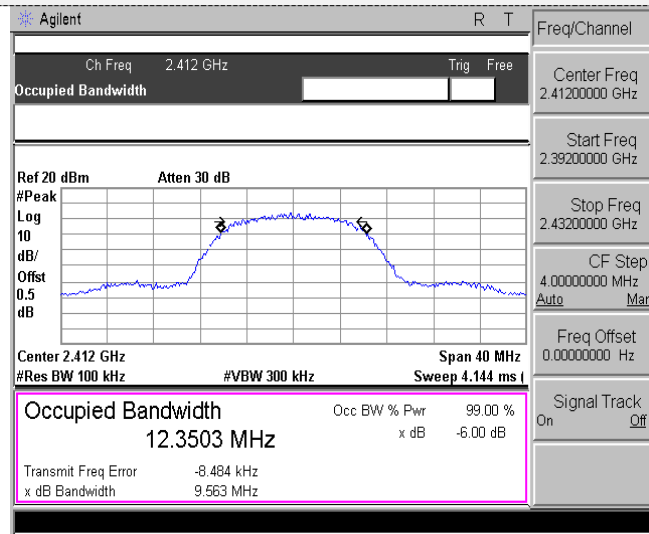 Agilent R T
Ch Freq 2.412 GHz Trig Free
Occupied Bandwidth
Ref 20 dBm Atten 30 dB
#Peak
Log
10
dB/
Offst
0.5
dB
Center 2.412 GHz Span 40 MHz
#Res BW 100 kHz #VBW 300 kHz Sweep 4.144 ms (
Occupied Bandwidth Occ BW % Pwr 99.00 %
12.3503 MHz x dB -6.00 dB
Transmit Freq Error -8.484 kHz
x dB Bandwidth 9.563 MHz
Freq/Channel
Center Freq
2.41200000 GHz
Start Freq
2.39200000 GHz
Stop Freq
2.43200000 GHz
CF Step
4.00000000 MHz
Auto Mar
Freq Offset
0.00000000 Hz
Signal Track
On Off